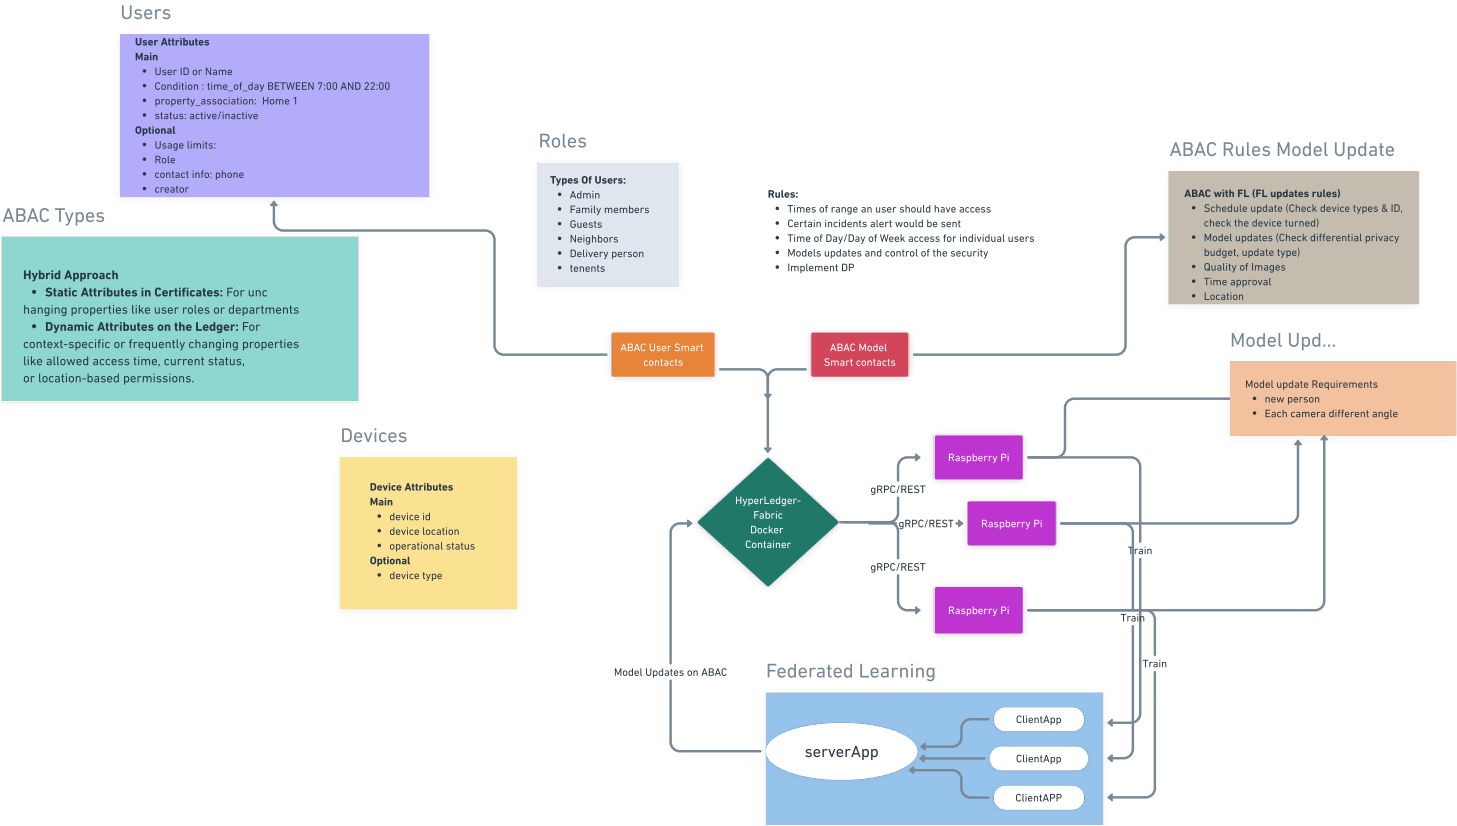 Users
User Attributes
Main
• User ID or Name
• Condition : time_of_day BETWEEN 7:00 AND 22:00
• property_association: Home 1
• status: active/inactive
Optional
• Usage limits:
• Role
• contact info: phone
• creator
ABAC Types
Hybrid Approach
• Static Attributes in Certificates: For unc
hanging properties like user roles or departments
• Dynamic Attributes on the Ledger: For
context-specific or frequently changing properties
like allowed access time, current status,
or location-based permissions.
Roles
Types Of Users:
• Admin
• Family members
• Guests
• Neighbors
• Delivery person
• tenents
Rules:
• Times of range an user should have access
• Certain incidents alert would be sent
• Time of Day/Day of Week access for individual users
• Models updates and control of the security
• Implement DP
ABAC Rules Model Update
ABAC with FL (FL updates rules)
• Schedule update (Check device types & ID,
check the device turned)
• Model updates (Check differential privacy
budget, update type)
• Quality of Images
• Time approval
• Location
ABAC User Smart
contacts
ABAC Model
Smart contacts
Model Upd...
Model update Requirements
• new person
• Each camera different angle
Devices
Device Attributes
Main
• device id
• device location
• operational status
Optional
• device type
HyperLedger-
Fabric
Docker
Container
gRPC/REST
gRPC/REST
gRPC/REST
Raspberry Pi
Raspberry Pi
Raspberry Pi
Train
Train
Train
Model Updates on ABAC
Federated Learning
serverApp
ClientApp
ClientApp
ClientAPP